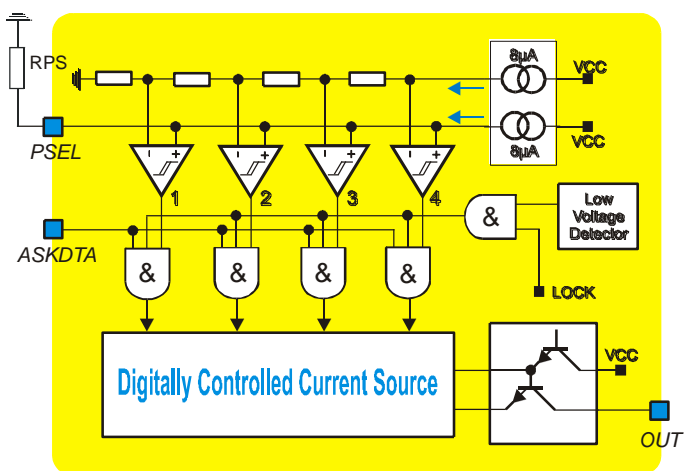 RPS
8µA
VCC
PSEL
8µA
VCC
- +
- +
- +
- +
1
2
3
4
&
Low
Voltage
Detector
ASKDTA
& & & &
LOCK
Digitally Controlled Current Source
VCC
OUT